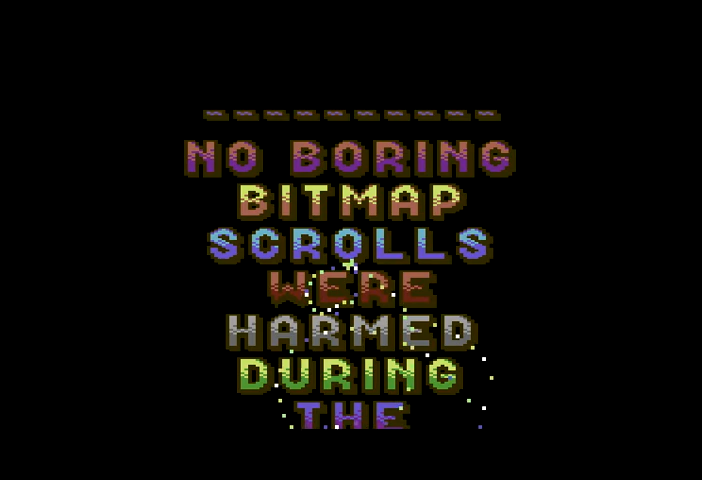 ----------
NO BORING
BITMAP
SCROLLS
WERE
HARMED
DURING
THE